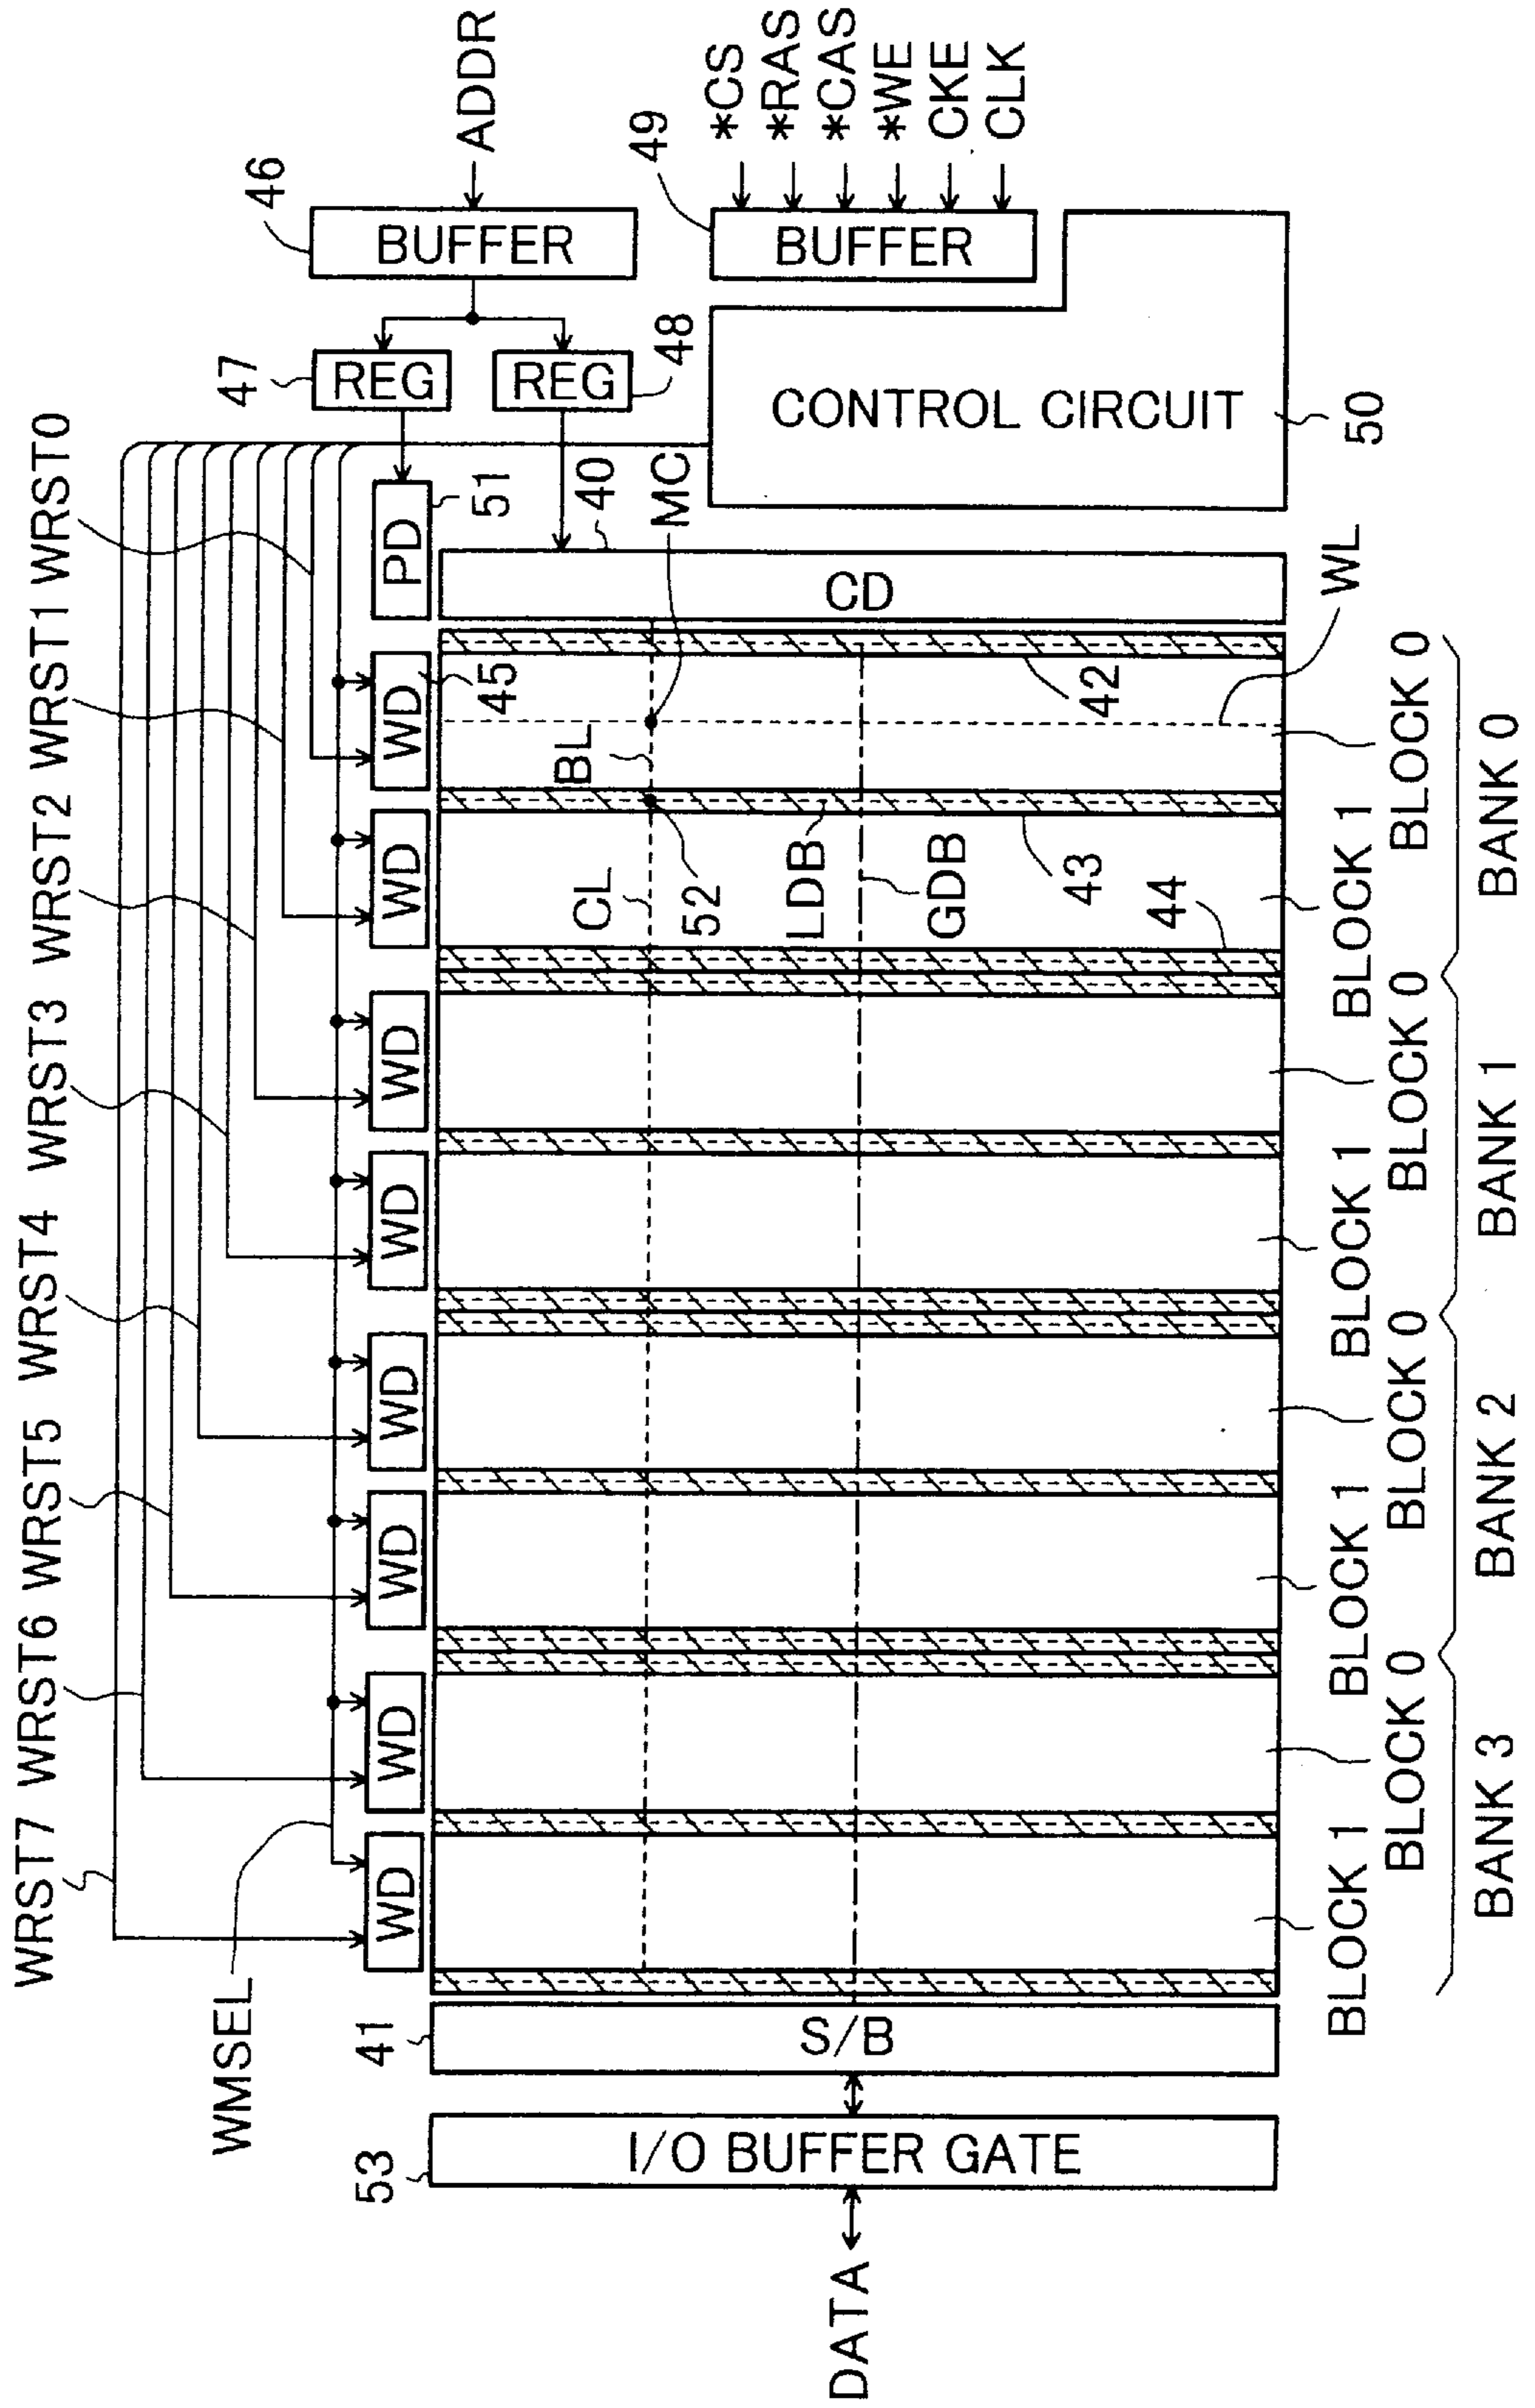 WRST7 WRST6 WRST5 WRST4 WRST3 WRST2 WRST1 WRST0
WMSEL
46
ADDR
BUFFER
47
REG
REG
48
49
*CS
*RAS
*CAS
*WE
CKE
CLK
BUFFER
CONTROL CIRCUIT
50
WD
WD
WD
WD
WD
WD
WD
WD
45
PD
51
40
MC
CD
DATA
53
I/O BUFFER GATE
41
S/B
CL
BL
52
LDB
GDB
42
43
44
WL
BLOCK 1
BLOCK 1
BLOCK 1
BLOCK 1
BLOCK 0
BLOCK 0
BLOCK 0
BLOCK 0
BANK 3
BANK 2
BANK 1
BANK 0